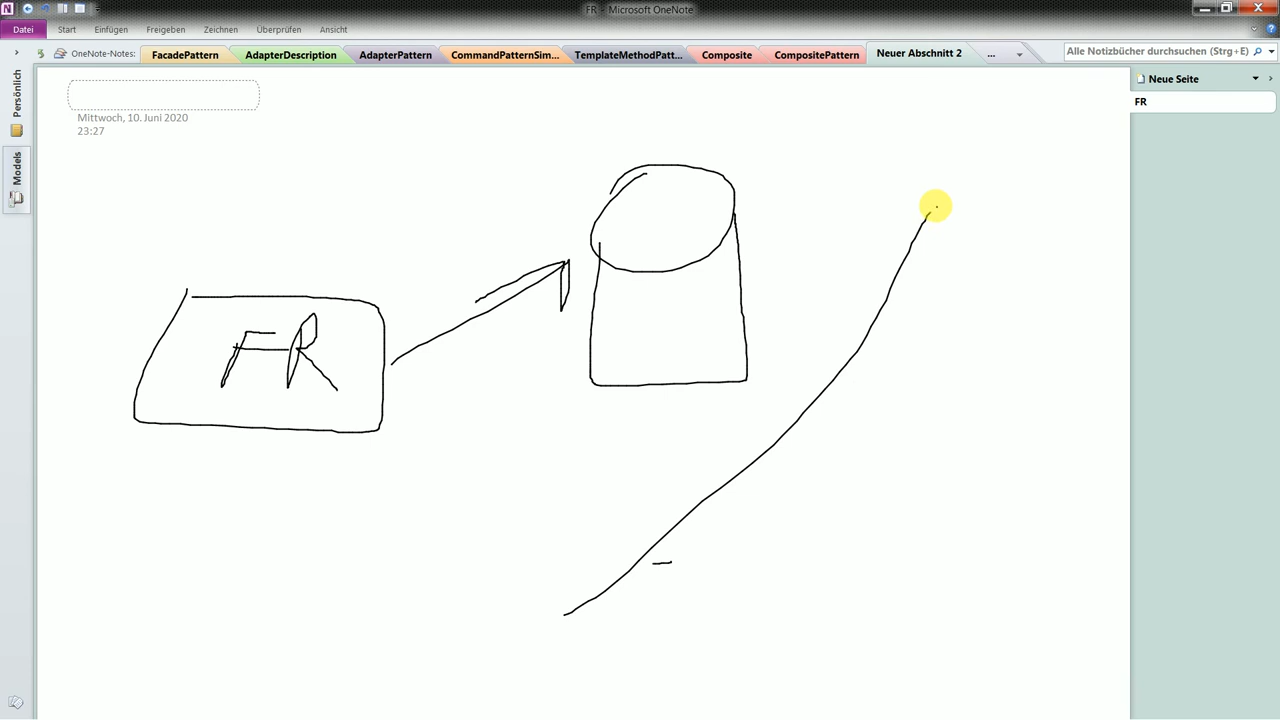 FR - Microsoft OneNote
Datei Start Einfügen Freigeben Zeichnen Überprüfen Ansicht
OneNote-Notes: FacadePattern AdapterDescription AdapterPattern CommandPatternSim... TemplateMethodPatt... Composite CompositePattern Neuer Abschnitt 2 ... Alle Notizbücher durchsuchen (Strg+E)
Persönlich
Models
Neue Seite
FR
Mittwoch, 10. Juni 2020
23:27
FR